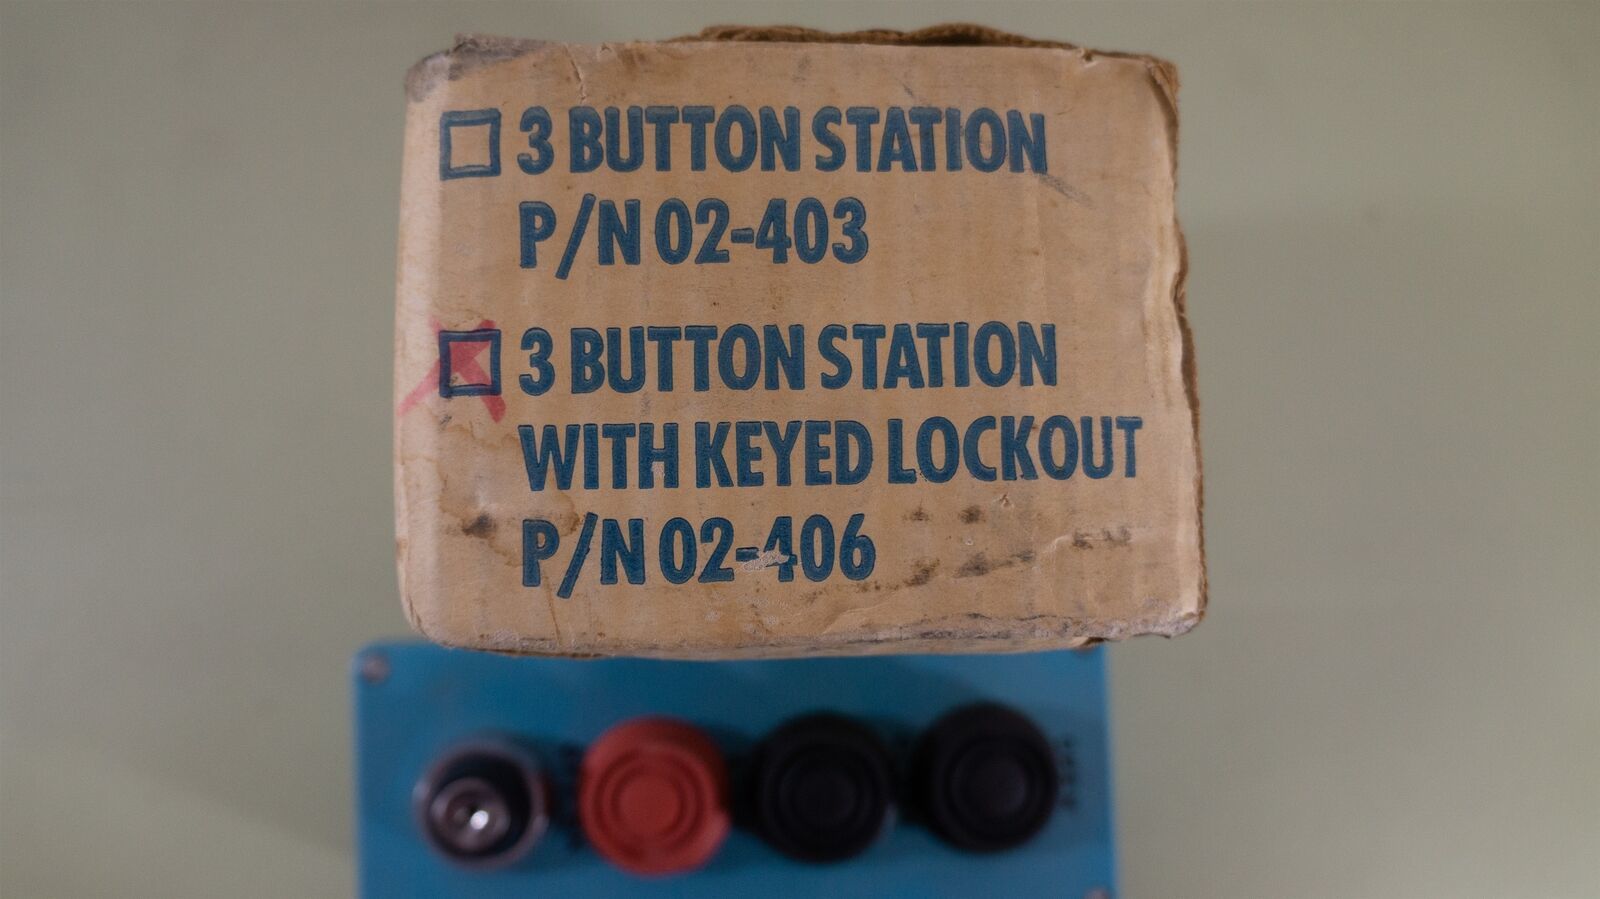 3 BUTTON STATION
P/N 02-403
3 BUTTON STATION
WITH KEYED LOCKOUT
P/N 02-406